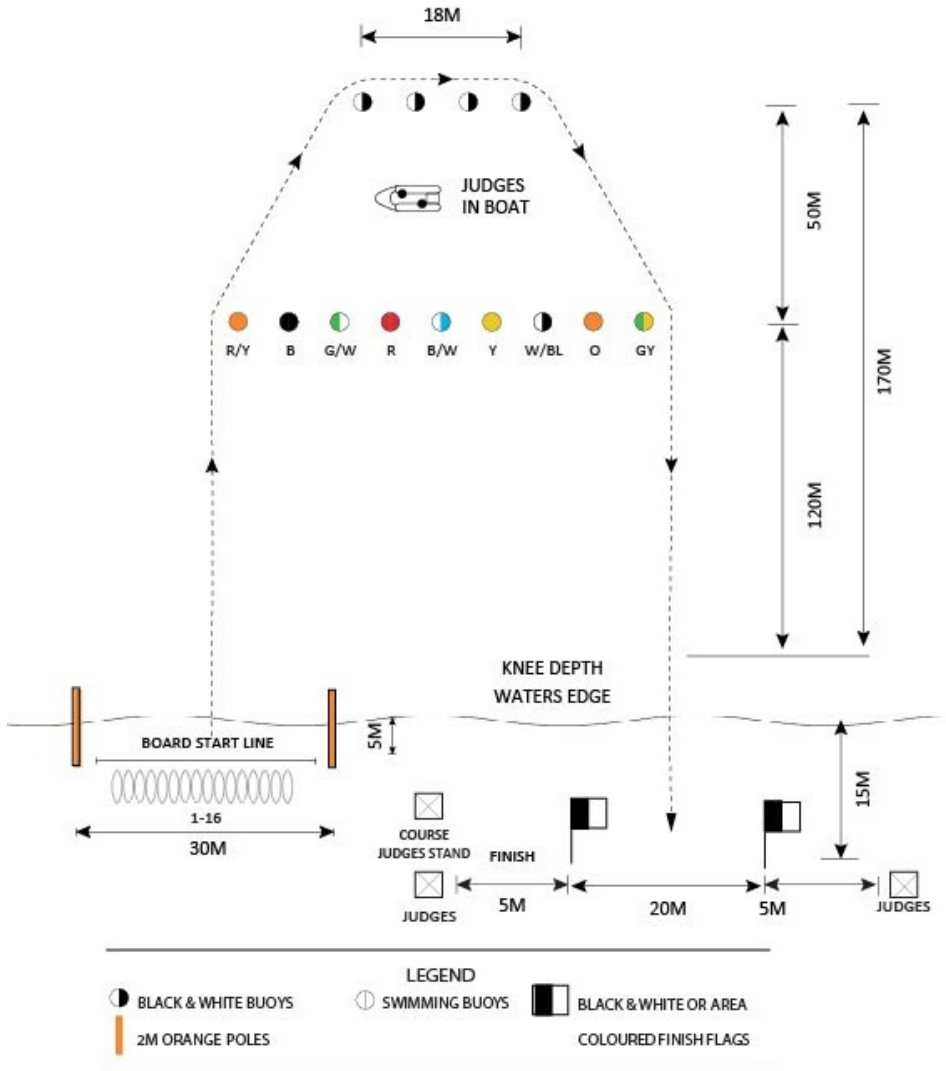 18M
JUDGES
IN BOAT
50M
170M
R/Y B G/W R B/W Y W/BL O GY
120M
KNEE DEPTH
WATERS EDGE
BOARD START LINE
5M
15M
1-16
30M
COURSE
JUDGES STAND
FINISH
JUDGES
5M
20M
5M
JUDGES
LEGEND
BLACK & WHITE BUOYS
SWIMMING BUOYS
BLACK & WHITE OR AREA
2M ORANGE POLES
COLOURED FINISH FLAGS